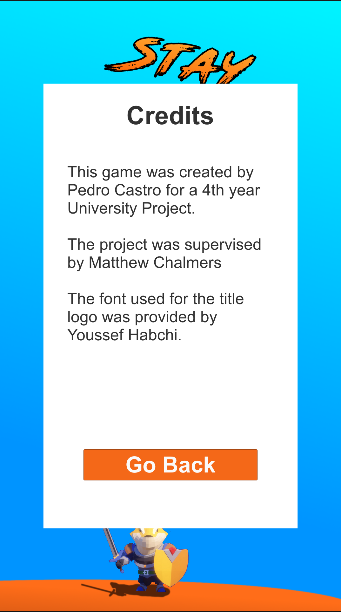 STAY
Credits
This game was created by
Pedro Castro for a 4th year
University Project.
The project was supervised
by Matthew Chalmers
The font used for the title
logo was provided by
Youssef Habchi.
Go Back